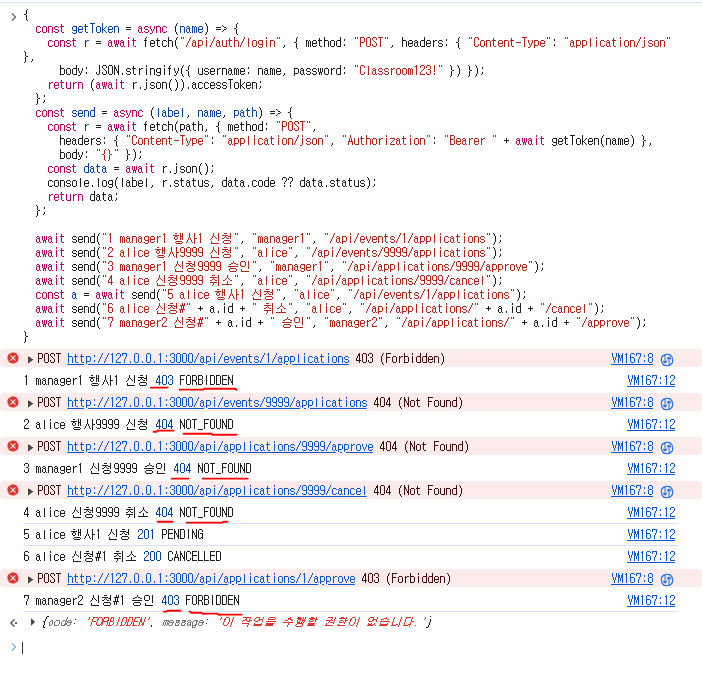 > {
const getToken = async (name) => {
const r = await fetch("/api/auth/login", { method: "POST", headers: { "Content-Type": "application/json"
},
body: JSON.stringify({ username: name, password: "Classroom123!" }) });
return (await r.json()).accessToken;
};
const send = async (label, name, path) => {
const r = await fetch(path, { method: "POST",
headers: { "Content-Type": "application/json", "Authorization": "Bearer " + await getToken(name) },
body: "{}" });
const data = await r.json();
console.log(label, r.status, data.code ?? data.status);
return data;
};
await send("1 manager1 행사1 신청", "manager1", "/api/events/1/applications");
await send("2 alice 행사9999 신청", "alice", "/api/events/9999/applications");
await send("3 manager1 신청9999 승인", "manager1", "/api/applications/9999/approve");
await send("4 alice 신청9999 취소", "alice", "/api/applications/9999/cancel");
const a = await send("5 alice 행사1 신청", "alice", "/api/events/1/applications");
await send("6 alice 신청#" + a.id + " 취소", "alice", "/api/applications/" + a.id + "/cancel");
await send("7 manager2 신청#" + a.id + " 승인", "manager2", "/api/applications/" + a.id + "/approve");
}
POST http://127.0.0.1:3000/api/events/1/applications 403 (Forbidden) VM167:8
1 manager1 행사1 신청 403 FORBIDDEN VM167:12
POST http://127.0.0.1:3000/api/events/9999/applications 404 (Not Found) VM167:8
2 alice 행사9999 신청 404 NOT_FOUND VM167:12
POST http://127.0.0.1:3000/api/applications/9999/approve 404 (Not Found) VM167:8
3 manager1 신청9999 승인 404 NOT_FOUND VM167:12
POST http://127.0.0.1:3000/api/applications/9999/cancel 404 (Not Found) VM167:8
4 alice 신청9999 취소 404 NOT_FOUND VM167:12
5 alice 행사1 신청 201 PENDING VM167:12
6 alice 신청#1 취소 200 CANCELLED VM167:12
POST http://127.0.0.1:3000/api/applications/1/approve 403 (Forbidden) VM167:8
7 manager2 신청#1 승인 403 FORBIDDEN VM167:12
{code: 'FORBIDDEN', message: '이 작업을 수행할 권한이 없습니다.'}
>